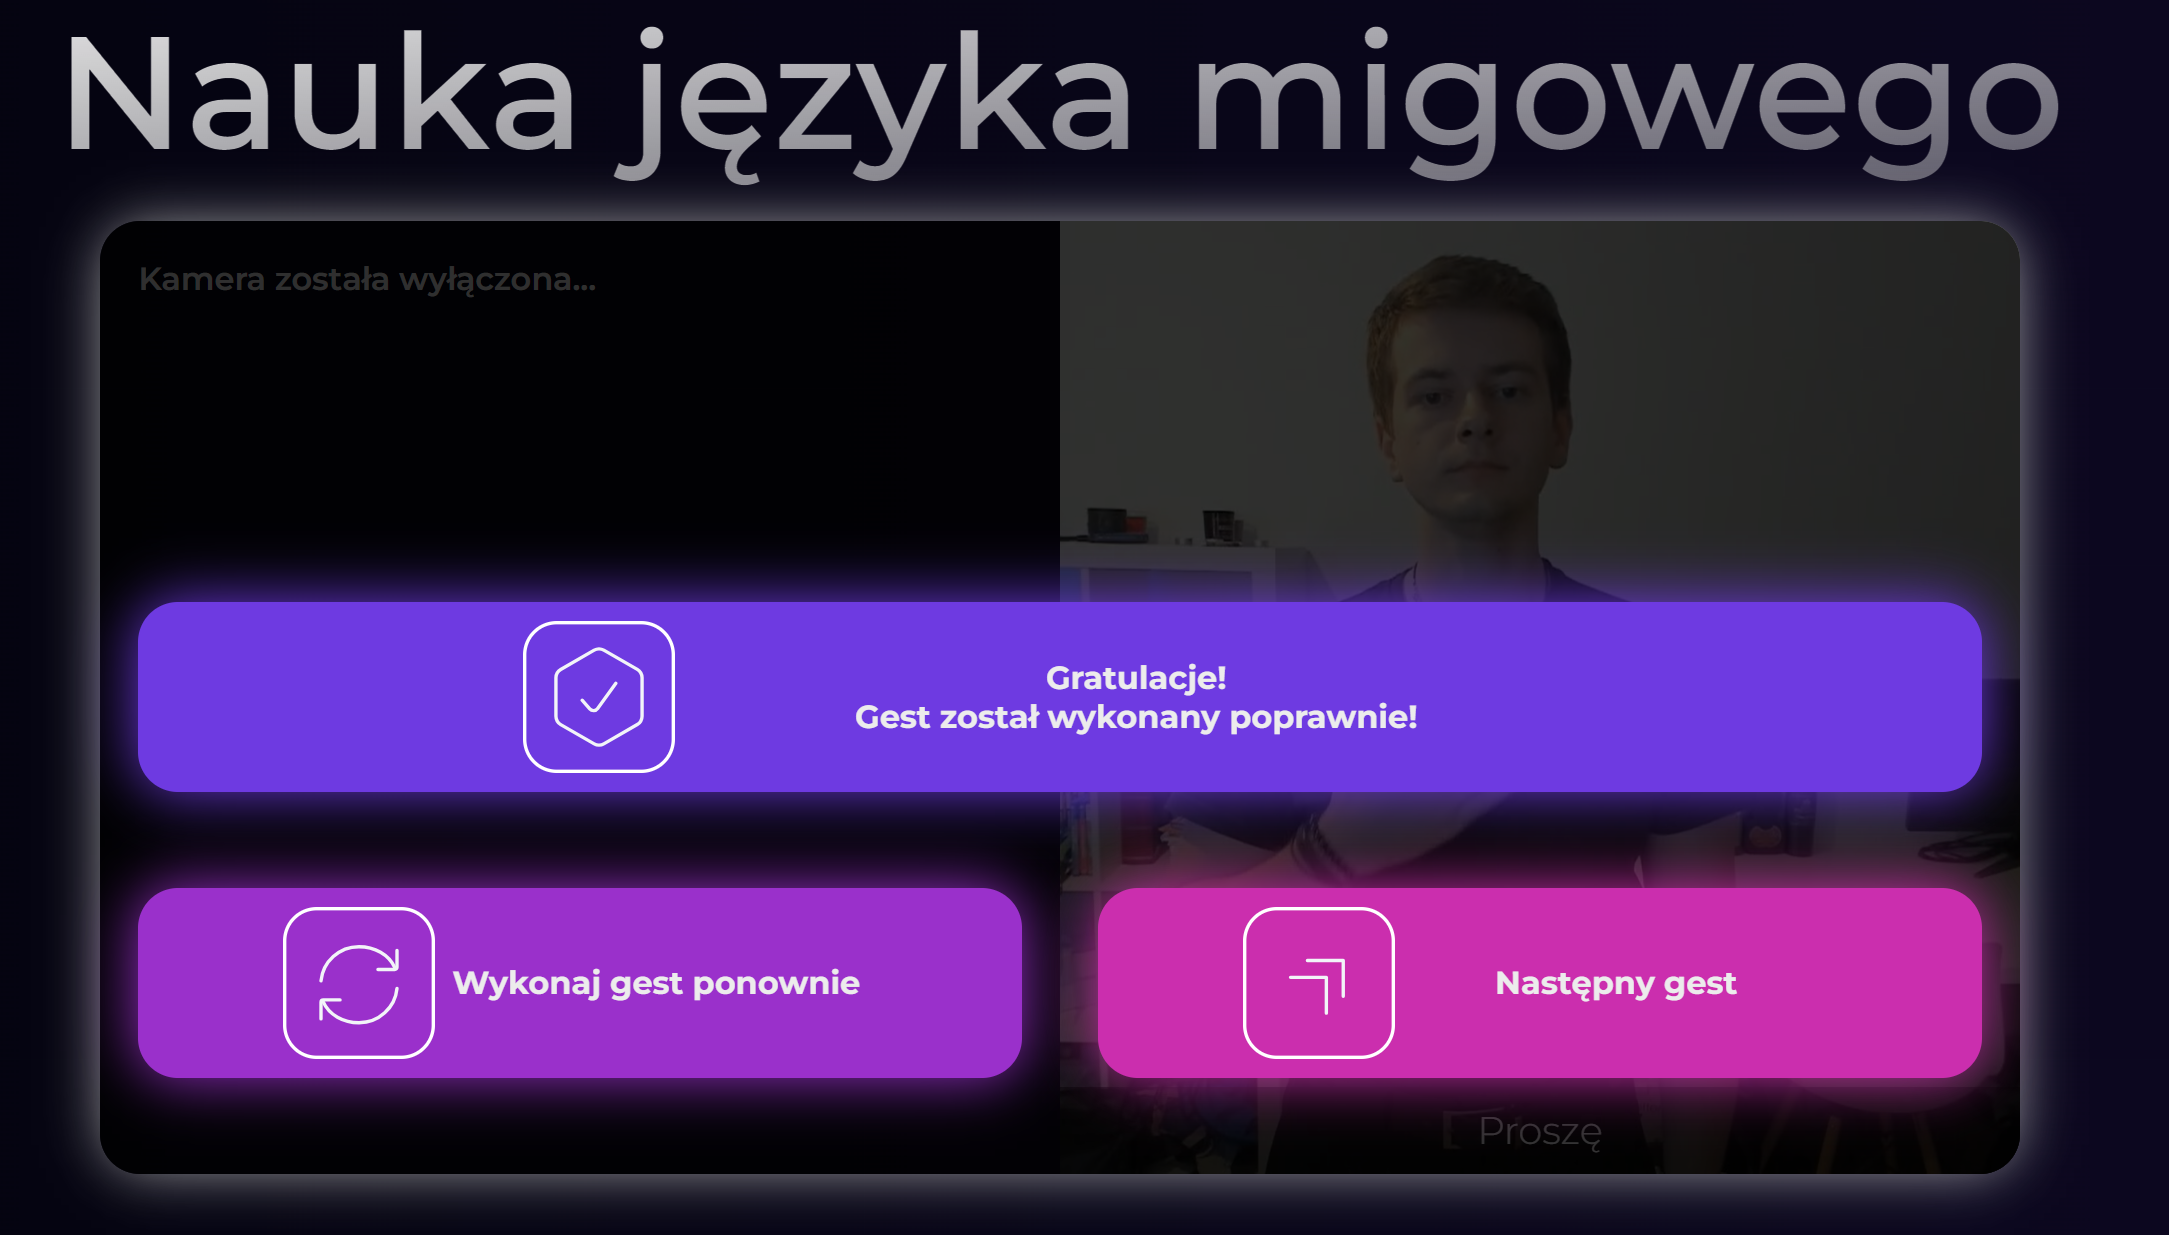 Nauka języka migowego
Kamera została wyłączona...
Gratulacje!
Gest został wykonany poprawnie!
Wykonaj gest ponownie
Następny gest
Proszę